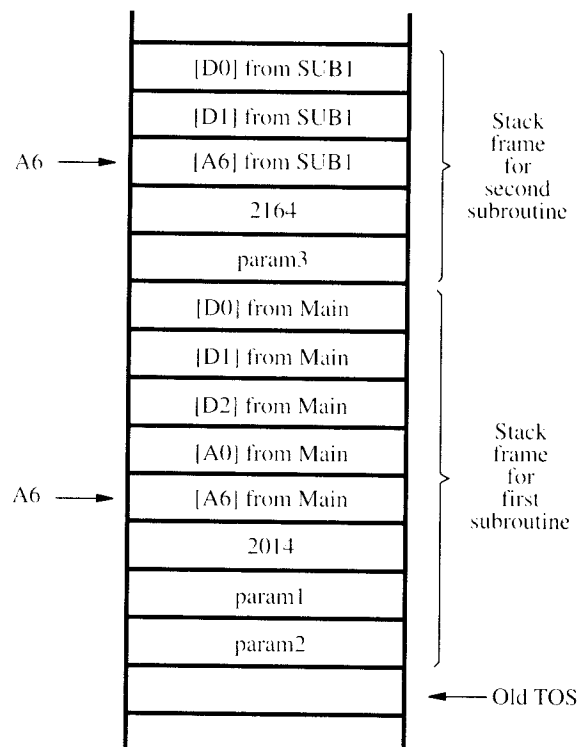 [D0] from SUB1
[D1] from SUB1
A6
[A6] from SUB1
2164
param3
Stack
frame
for
second
subroutine
[D0] from Main
[D1] from Main
[D2] from Main
[A0] from Main
A6
[A6] from Main
2014
param1
param2
Stack
frame
for
first
subroutine
Old TOS